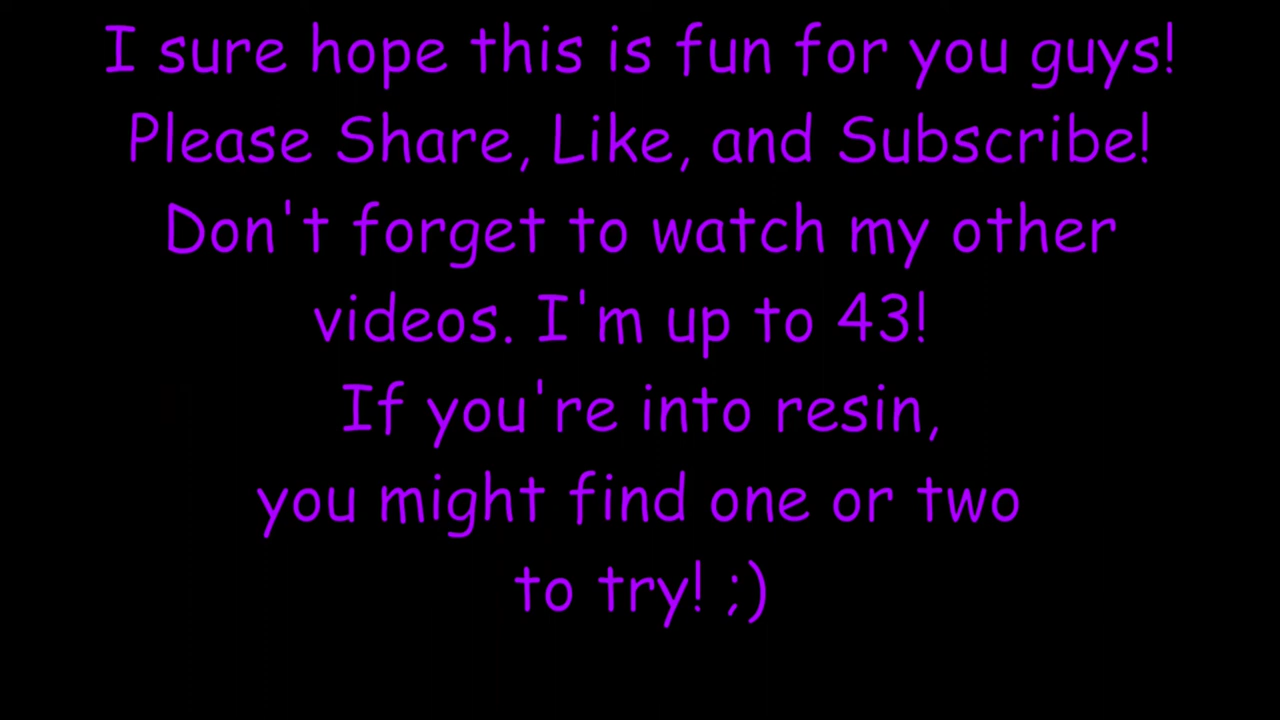 I sure hope this is fun for you guys!
Please Share, Like, and Subscribe!
Don't forget to watch my other
videos. I'm up to 43!
If you're into resin,
you might find one or two
to try! ;)